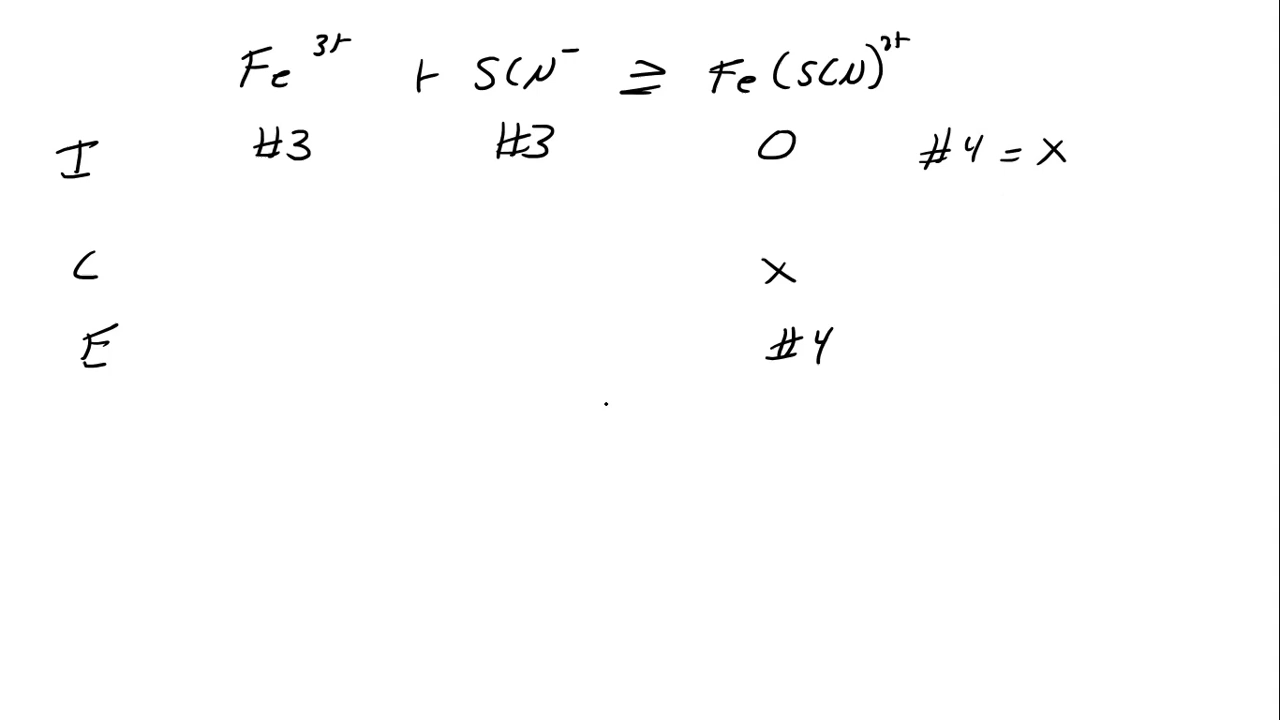 Fe³⁺ + SCN⁻ ⇌ Fe(SCN)²⁺
I #3 #3 0 #4 = x
C x
E #4